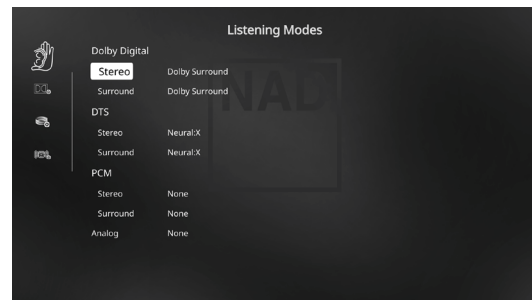 Listening Modes
Dolby Digital
Stereo Dolby Surround
Surround Dolby Surround
NAD
DTS
Stereo Neural:X
Surround Neural:X
PCM
Stereo None
Surround None
Analog None